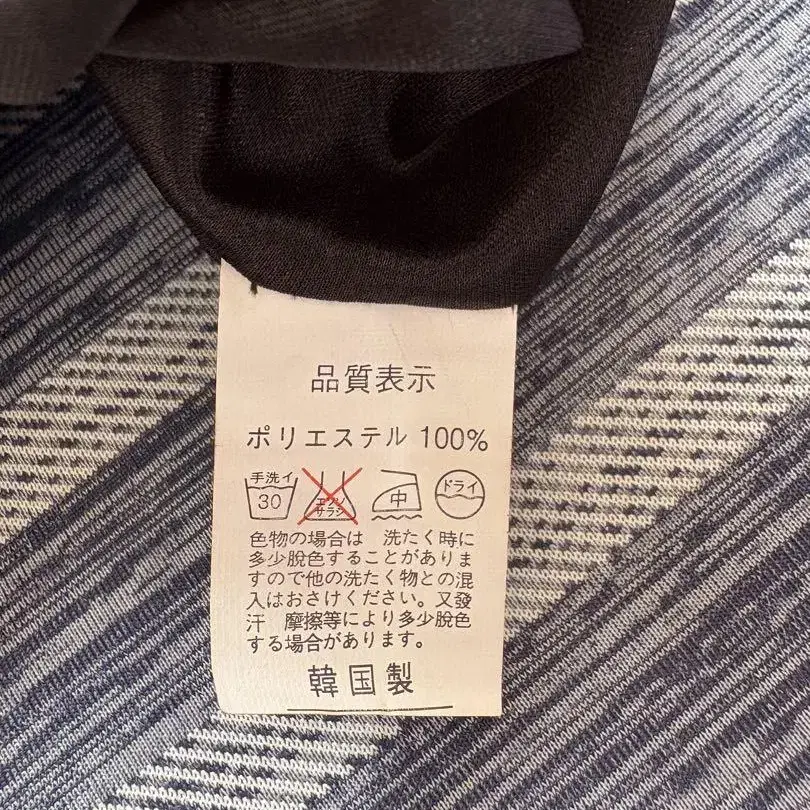 品質表示
ポリエステル 100%
手洗イ 30 エンソ サラシ 中 ドライ
色物の場合は 洗たく時に
多少脱色することがありま
すので他の洗たく物との混
入はおさけください。又發
汗 摩擦等により多少脱色
する場合があります。
韓国製